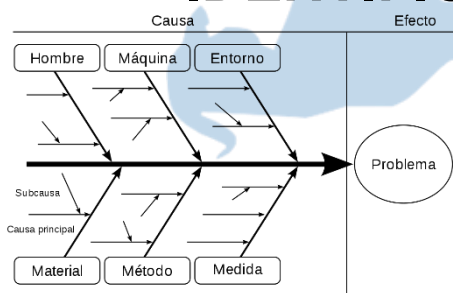 Causa
Efecto
Hombre
Máquina
Entorno
Problema
Subcausa
Causa principal
Material
Método
Medida